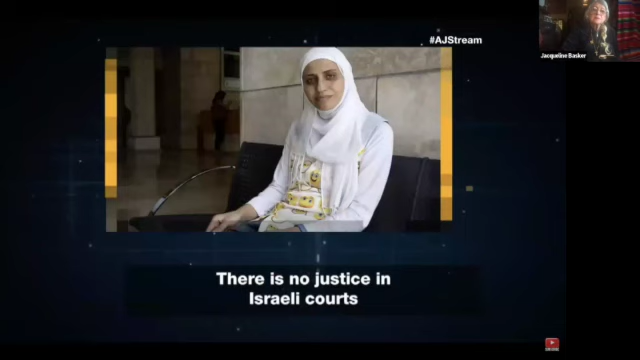 #AJStream
Jacqueline Basker
There is no justice in
Israeli courts